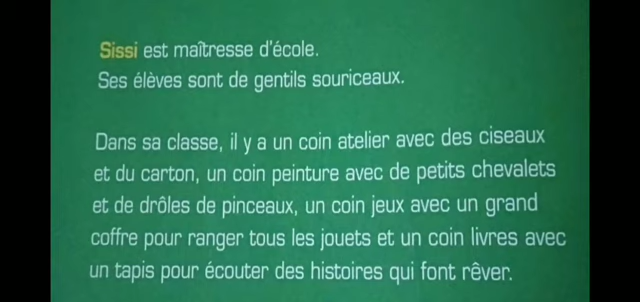 Sissi est maîtresse d'école.
Ses élèves sont de gentils souriceaux.
Dans sa classe, il y a un coin atelier avec des ciseaux
et du carton, un coin peinture avec de petits chevalets
et de drôles de pinceaux, un coin jeux avec un grand
coffre pour ranger tous les jouets et un coin livres avec
un tapis pour écouter des histoires qui font rêver.